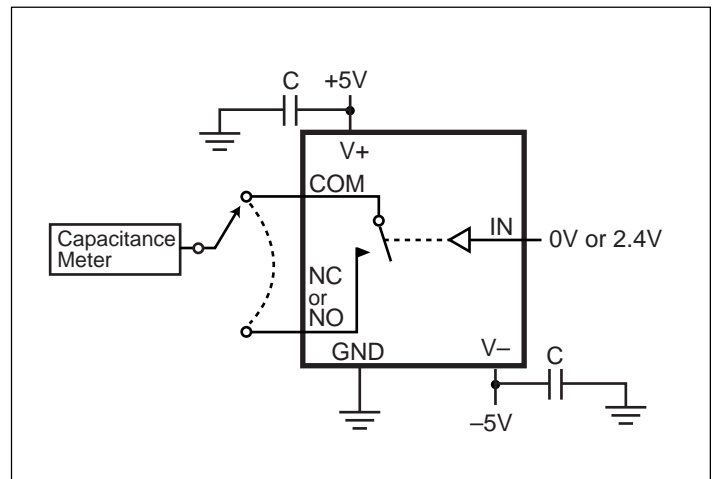 C +5V
V+
COM
Capacitance
Meter
IN
0V or 2.4V
NC
or
NO
GND
V–
C
–5V